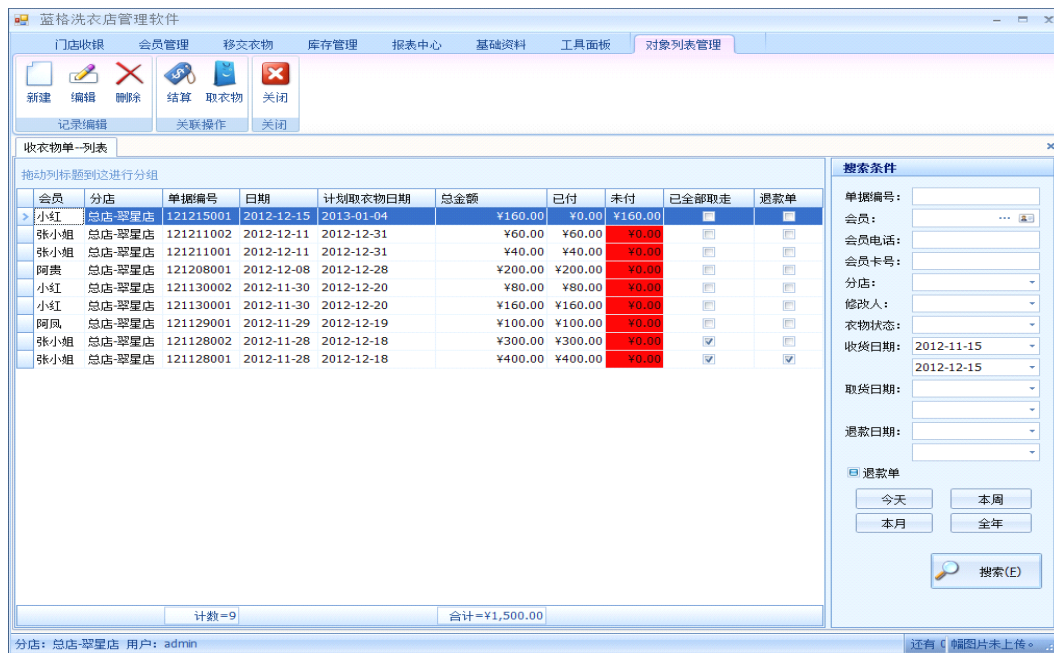 蓝格洗衣店管理软件
门店收银 会员管理 移交衣物 库存管理 报表中心 基础资料 工具面板 对象列表管理
新建 编辑 删除 结算 取衣物 关闭
记录编辑 关联操作 关闭
收衣物单--列表
拖动列标题到这进行分组
会员 分店 单据编号 日期 计划取衣物日期 总金额 已付 未付 已全部取走 退款单
小红 总店-翠星店 121215001 2012-12-15 2013-01-04 ¥160.00 ¥0.00 ¥160.00
张小姐 总店-翠星店 121211002 2012-12-11 2012-12-31 ¥60.00 ¥60.00 ¥0.00
张小姐 总店-翠星店 121211001 2012-12-11 2012-12-31 ¥40.00 ¥40.00 ¥0.00
阿贵 总店-翠星店 121208001 2012-12-08 2012-12-28 ¥200.00 ¥200.00 ¥0.00
小红 总店-翠星店 121130002 2012-11-30 2012-12-20 ¥80.00 ¥80.00 ¥0.00
小红 总店-翠星店 121130001 2012-11-30 2012-12-20 ¥160.00 ¥160.00 ¥0.00
阿凤 总店-翠星店 121129001 2012-11-29 2012-12-19 ¥100.00 ¥100.00 ¥0.00
张小姐 总店-翠星店 121128002 2012-11-28 2012-12-18 ¥300.00 ¥300.00 ¥0.00
张小姐 总店-翠星店 121128001 2012-11-28 2012-12-18 ¥400.00 ¥400.00 ¥0.00
计数=9 合计=¥1,500.00
搜索条件
单据编号：
会员：
会员电话：
会员卡号：
分店：
修改人：
衣物状态：
收货日期： 2012-11-15
2012-12-15
取货日期：
退款日期：
退款单
今天 本周
本月 全年
搜索(F)
分店：总店-翠星店 用户：admin
还有 幅图片未上传。